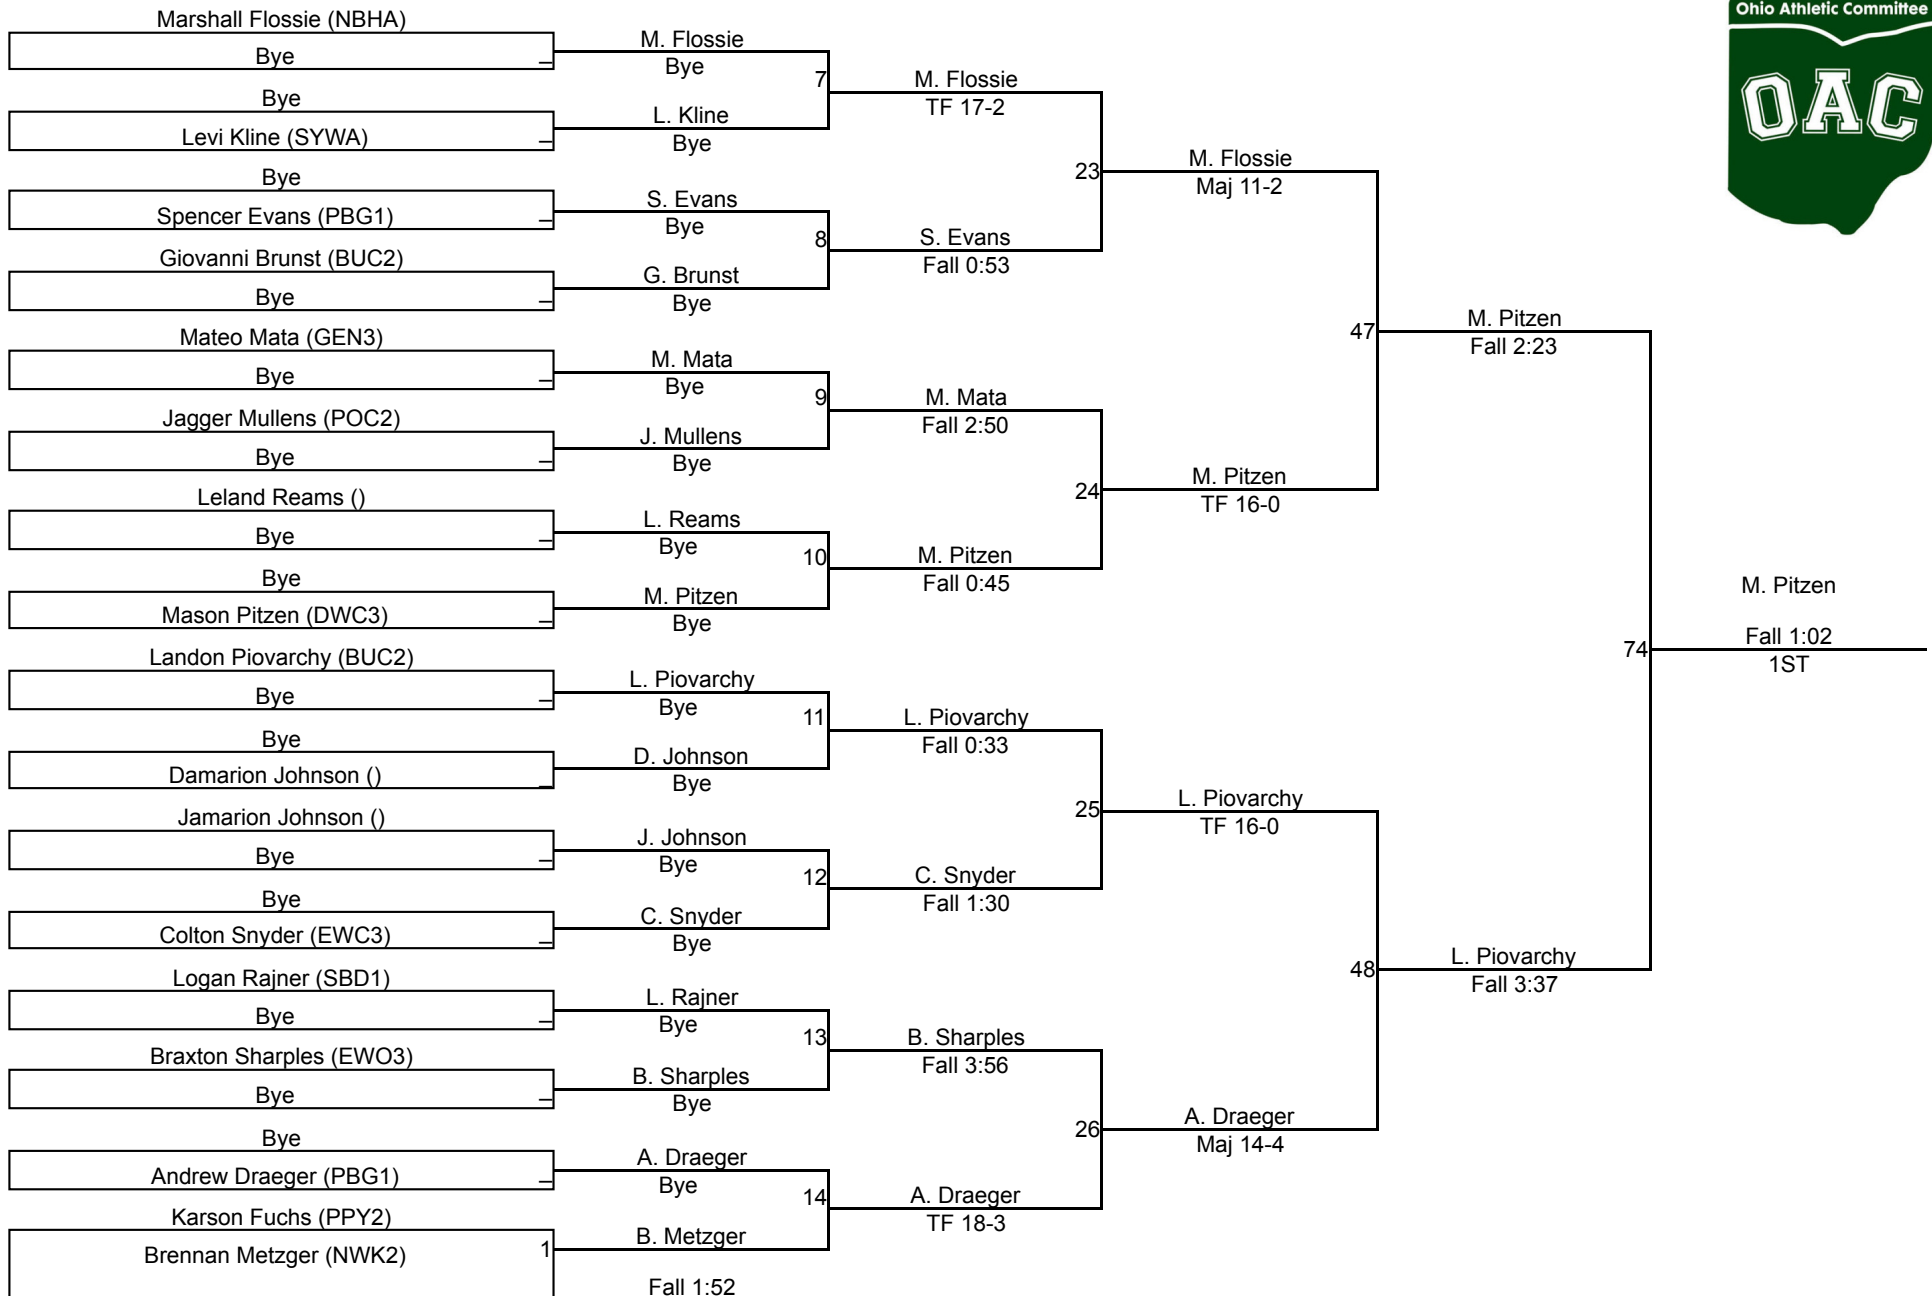 Ohio Athletic Committee
OAC
Marshall Flossie (NBHA)
Bye
Bye
Levi Kline (SYWA)
Bye
Spencer Evans (PBG1)
Giovanni Brunst (BUC2)
Bye
Mateo Mata (GEN3)
Bye
Jagger Mullens (POC2)
Bye
Leland Reams ()
Bye
Bye
Mason Pitzen (DWC3)
Landon Piovarchy (BUC2)
Bye
Bye
Damarion Johnson ()
Jamarion Johnson ()
Bye
Bye
Colton Snyder (EWC3)
Logan Rajner (SBD1)
Bye
Braxton Sharples (EWO3)
Bye
Bye
Andrew Draeger (PBG1)
Karson Fuchs (PPY2)
Brennan Metzger (NWK2)
1
M. Flossie
Bye
7
L. Kline
Bye
S. Evans
Bye
8
G. Brunst
Bye
M. Mata
Bye
9
J. Mullens
Bye
L. Reams
Bye
10
M. Pitzen
Bye
L. Piovarchy
Bye
11
D. Johnson
Bye
J. Johnson
Bye
12
C. Snyder
Bye
L. Rajner
Bye
13
B. Sharples
Bye
A. Draeger
Bye
14
B. Metzger
Fall 1:52
M. Flossie
TF 17-2
23
S. Evans
Fall 0:53
M. Mata
Fall 2:50
24
M. Pitzen
Fall 0:45
L. Piovarchy
Fall 0:33
25
C. Snyder
Fall 1:30
B. Sharples
Fall 3:56
26
A. Draeger
TF 18-3
M. Flossie
Maj 11-2
47
M. Pitzen
TF 16-0
L. Piovarchy
TF 16-0
48
A. Draeger
Maj 14-4
M. Pitzen
Fall 2:23
74
L. Piovarchy
Fall 3:37
M. Pitzen
Fall 1:02
1ST